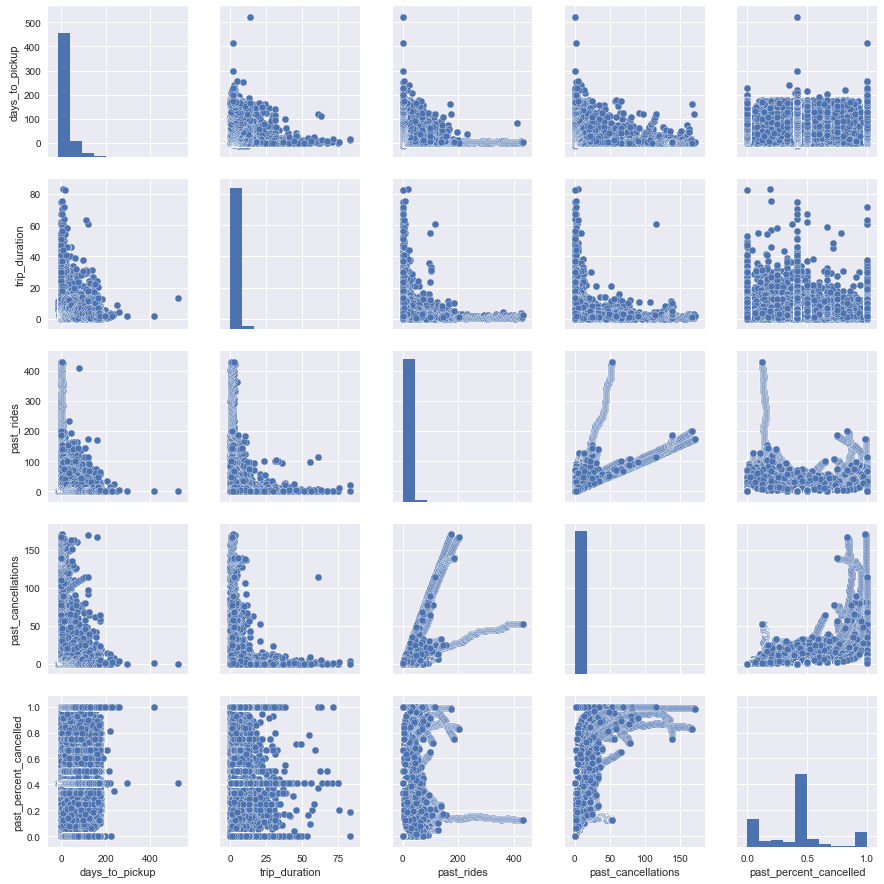 500
400
300
200
100
0
days_to_pickup
80
60
40
20
0
trip_duration
400
300
200
100
0
past_rides
150
100
50
0
past_cancellations
1.0
0.8
0.6
0.4
0.2
0.0
past_percent_cancelled
0 200 400
days_to_pickup
0 25 50 75
trip_duration
0 200 400
past_rides
0 50 100 150
past_cancellations
0.0 0.5 1.0
past_percent_cancelled